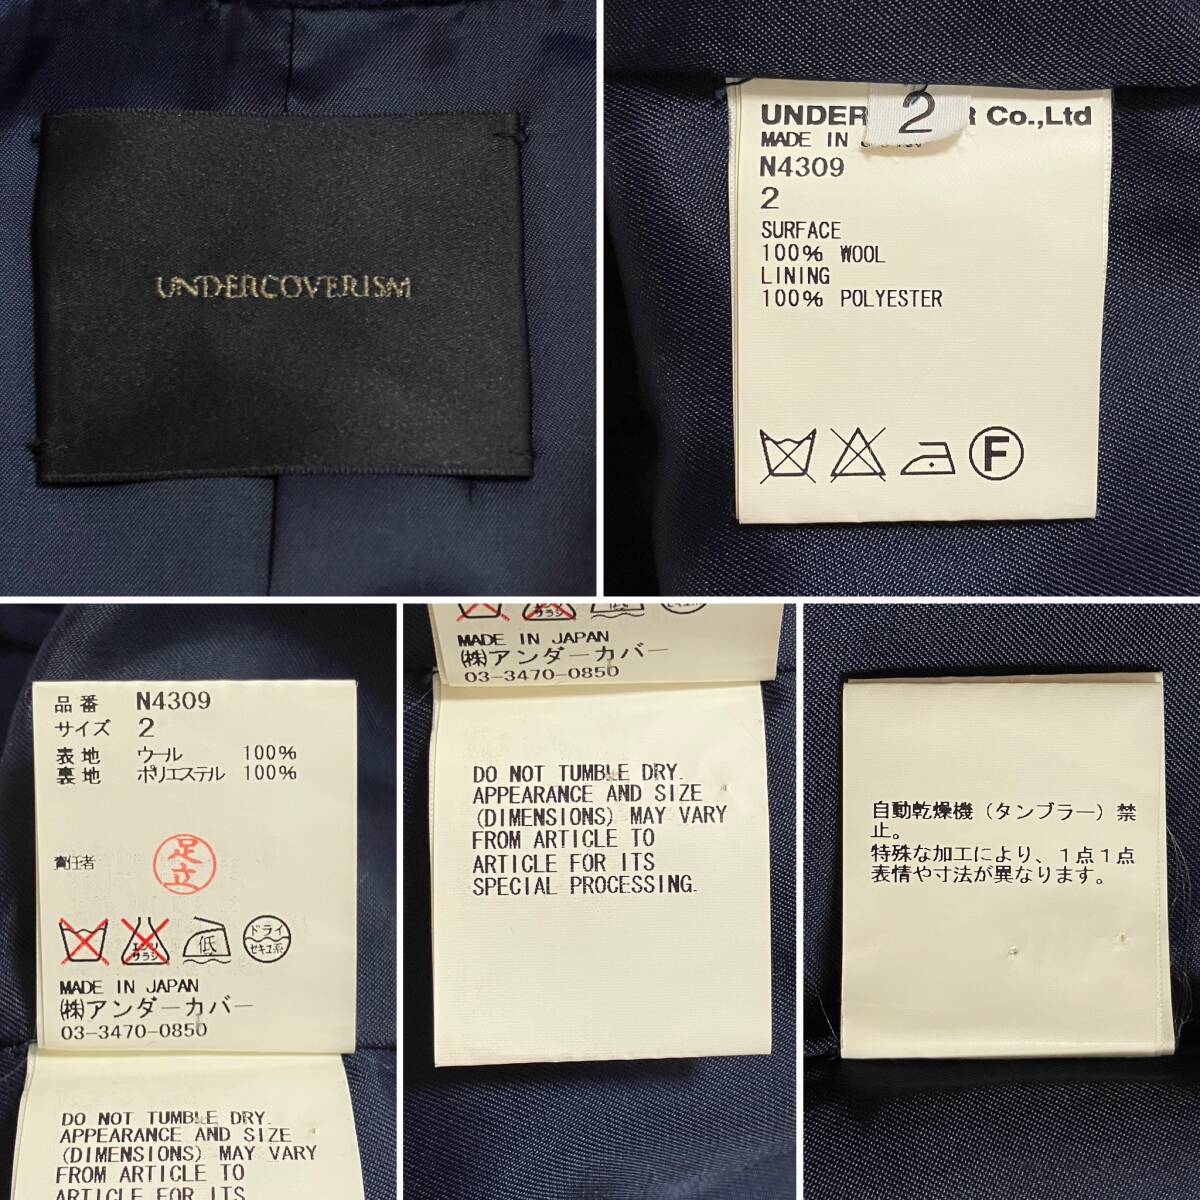 UNDERCOVERISM
UNDER R Co.,Ltd
2
MADE IN
N4309
2
SURFACE
100% WOOL
LINING
100% POLYESTER
F
品番 N4309
サイズ 2
表地 ウール 100%
裏地 ポリエステル 100%
責任者
足立
エンソ
サラシ
低
ドライ
セキユ系
MADE IN JAPAN
㈱アンダーカバー
03-3470-0850
DO NOT TUMBLE DRY.
APPEARANCE AND SIZE
(DIMENSIONS) MAY VARY
FROM ARTICLE TO
ARTICLE FOR ITS
MADE IN JAPAN
㈱アンダーカバー
03-3470-0850
DO NOT TUMBLE DRY.
APPEARANCE AND SIZE
(DIMENSIONS) MAY VARY
FROM ARTICLE TO
ARTICLE FOR ITS
SPECIAL PROCESSING.
自動乾燥機（タンブラー）禁
止。
特殊な加工により、1点1点
表情や寸法が異なります。